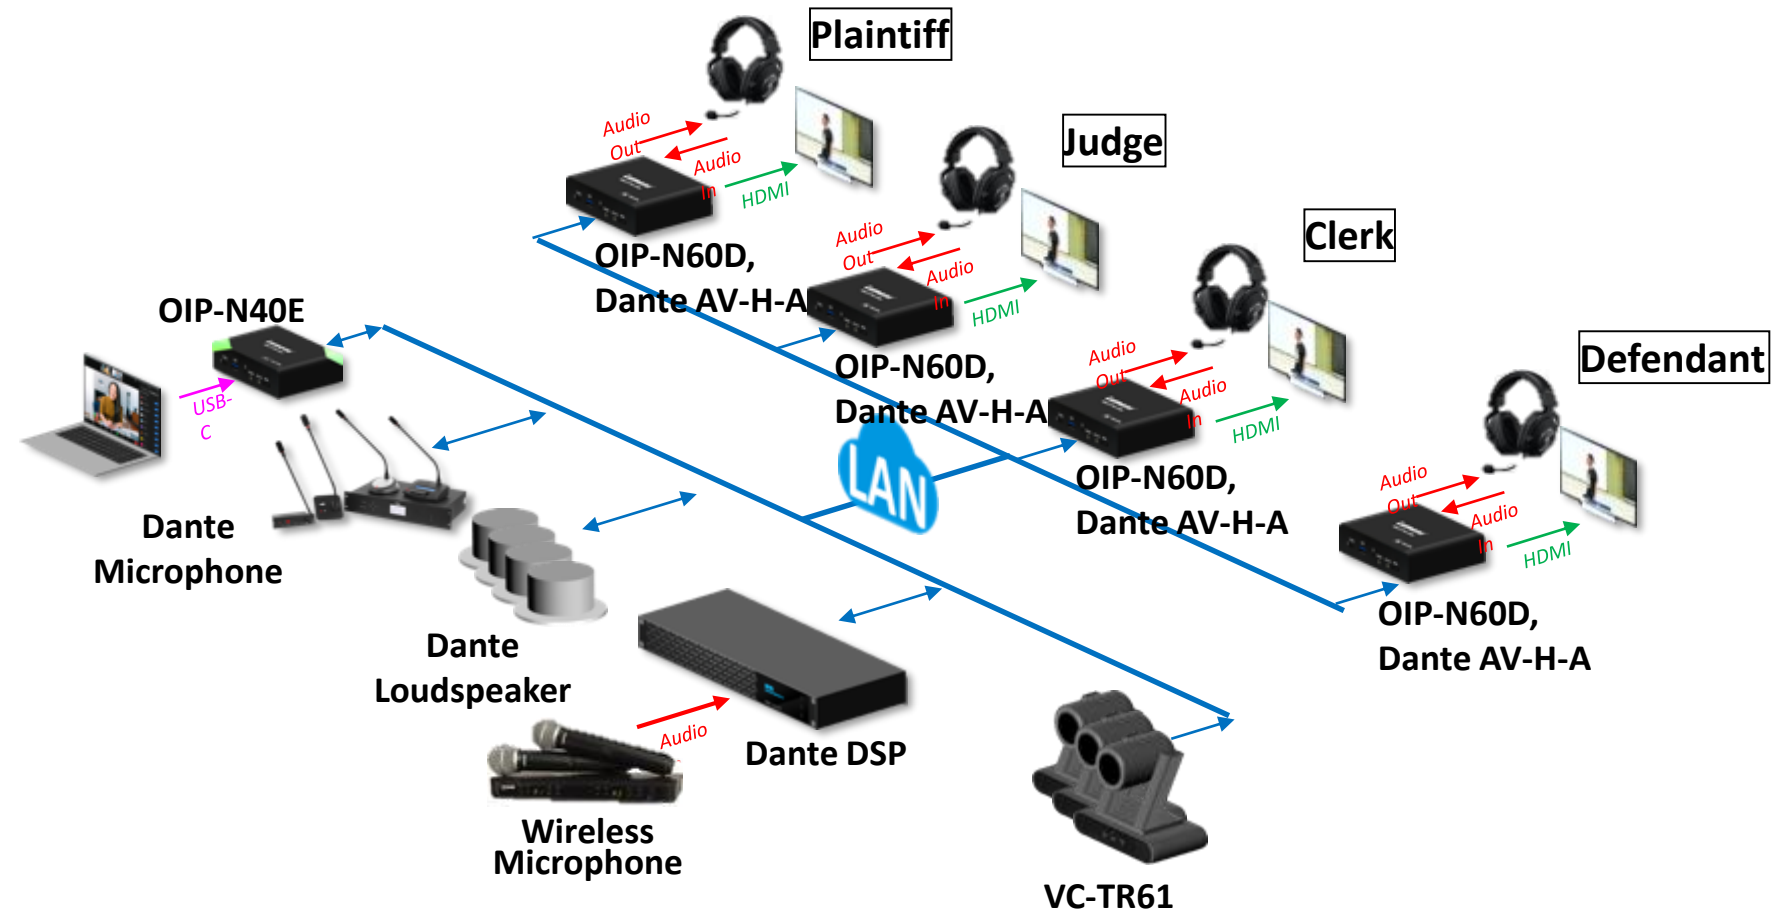 Plaintiff
Audio
Out
Audio
In
HDMI
OIP-N60D,
Dante AV-H-A
Judge
Audio
Out
Audio
In
HDMI
OIP-N60D,
Dante AV-H-A
Clerk
Audio
Out
Audio
In
HDMI
OIP-N60D,
Dante AV-H-A
Defendant
Audio
Out
Audio
In
HDMI
OIP-N60D,
Dante AV-H-A
LAN
OIP-N40E
USB-
C
Dante
Microphone
Dante
Loudspeaker
Audio
Dante DSP
Wireless
Microphone
VC-TR61